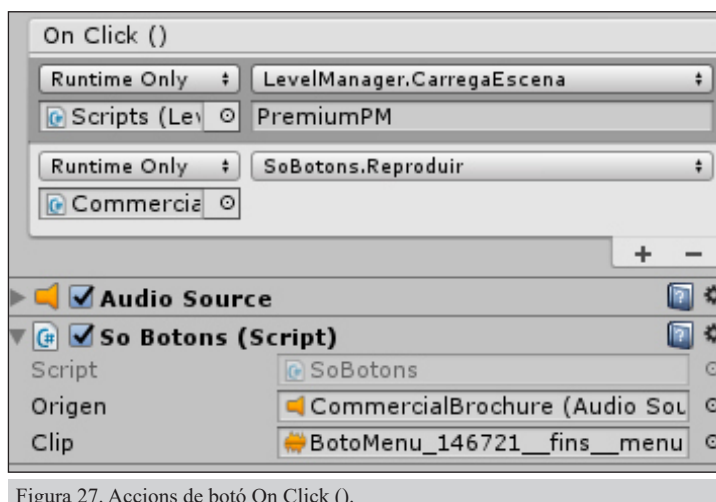 On Click ()
Runtime Only LevelManager.CarregaEscena
Scripts (Lev PremiumPM
Runtime Only SoBotons.Reproduir
Commercia
Audio Source
So Botons (Script)
Script SoBotons
Origen CommercialBrochure (Audio Sou
Clip BotoMenu_146721__fins__menu
Figura 27. Accions de botó On Click ().